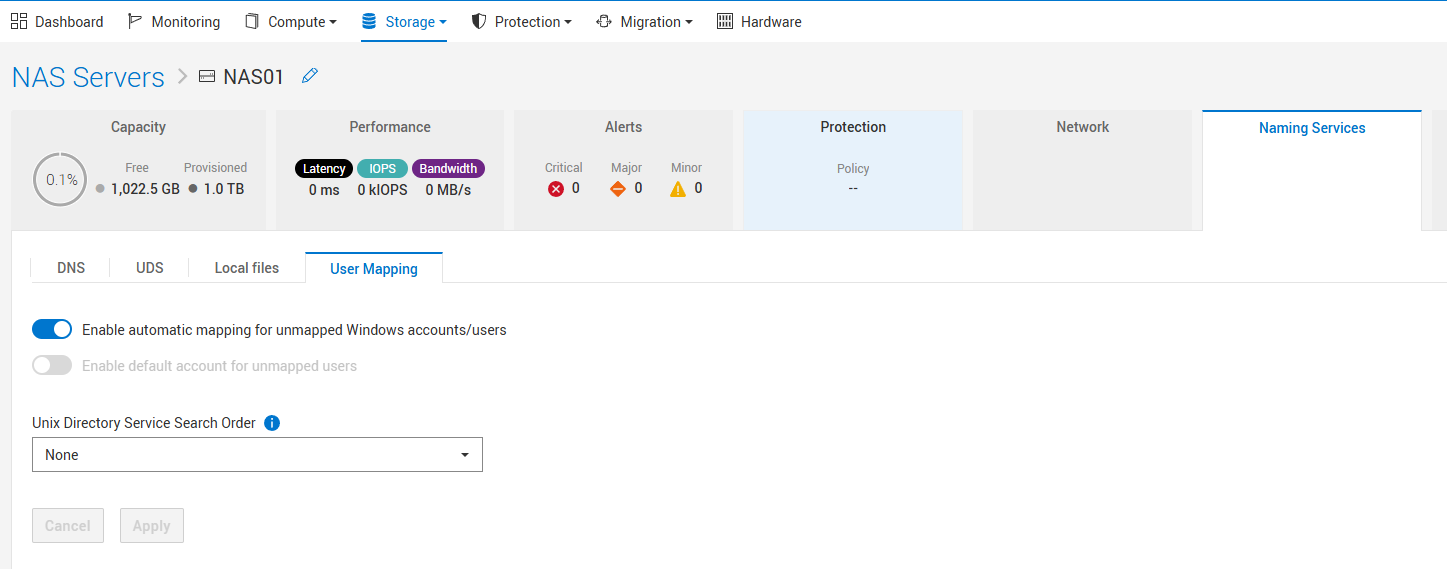 Dashboard Monitoring Compute Storage Protection Migration Hardware
NAS Servers NAS01
Capacity Performance Alerts Protection Network Naming Services
0.1%
Free Provisioned
1,022.5 GB 1.0 TB
Latency IOPS Bandwidth
0 ms 0 kIOPS 0 MB/s
Critical Major Minor
0 0 0
Policy
--
DNS UDS Local files User Mapping
Enable automatic mapping for unmapped Windows accounts/users
Enable default account for unmapped users
Unix Directory Service Search Order
None
Cancel Apply